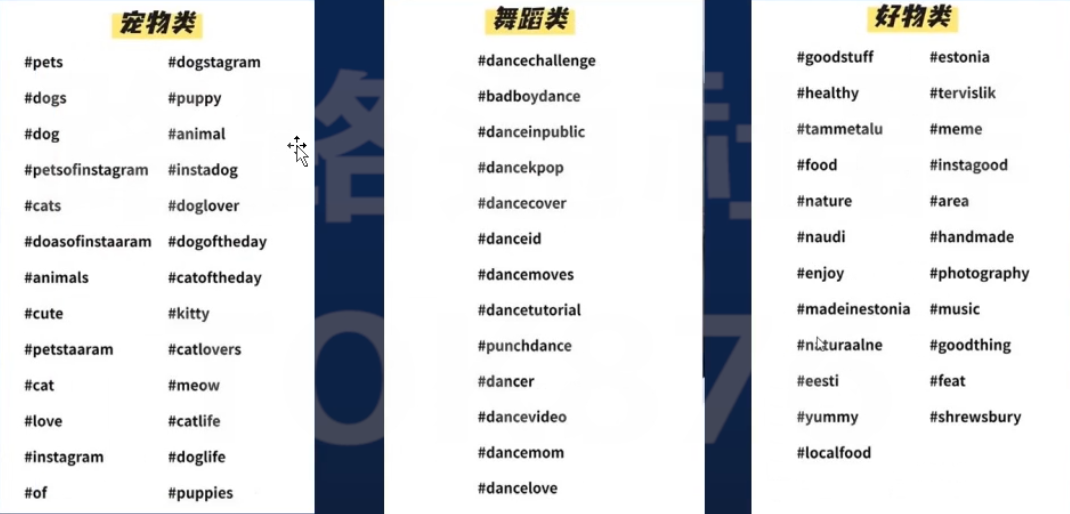 宠物类
#pets #dogstagram
#dogs #puppy
#dog #animal
#petsofinstagram #instadog
#cats #doglover
#doasofinstaaram #dogoftheday
#animals #catoftheday
#cute #kitty
#petstaaram #catlovers
#cat #meow
#love #catlife
#instagram #doglife
#of #puppies
舞蹈类
#dancechallenge
#badboydance
#danceinpublic
#dancekpop
#dancecover
#danceid
#dancemoves
#dancetutorial
#punchdance
#dancer
#dancevideo
#dancemom
#dancelove
好物类
#goodstuff #estonia
#healthy #tervislik
#tammetalu #meme
#food #instagood
#nature #area
#naudi #handmade
#enjoy #photography
#madeinestonia #music
#naturaalne #goodthing
#eesti #feat
#yummy #shrewsbury
#localfood